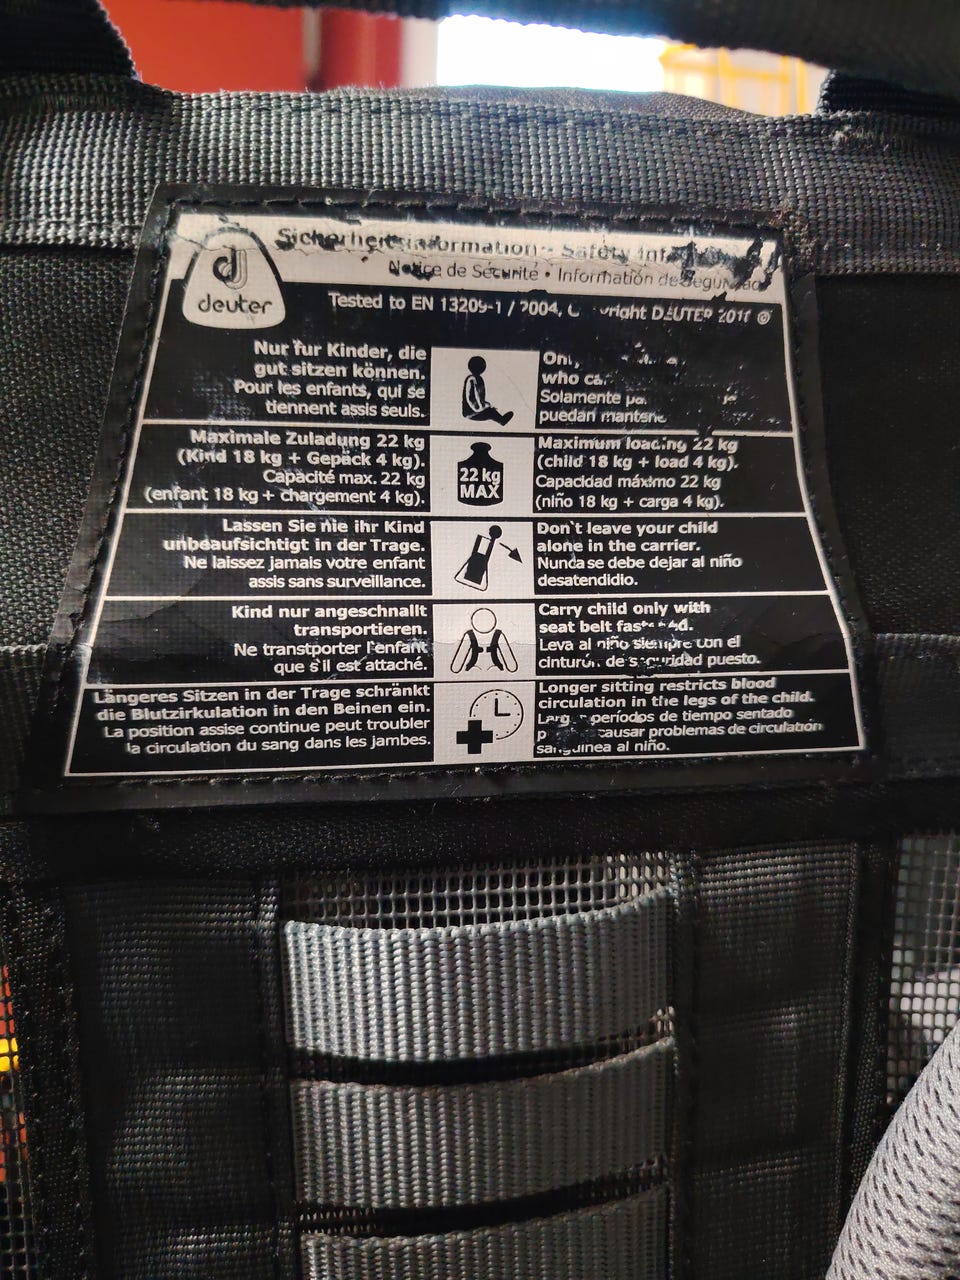 Sicherheitsinformation • Safety Inf
Notice de Sécurité • Información de Seguridad
deuter
Tested to EN 13209-1 / 2004, right DEUTER 2011 ©
Nur für Kinder, die
gut sitzen können.
Pour les enfants, qui se
tiennent assis seuls.
Only
who
Solamente
puedan
Maximale Zuladung 22 kg
(Kind 18 kg + Gepäck 4 kg).
Capacité max. 22 kg
(enfant 18 kg + chargement 4 kg).
22 kg
MAX
Maximum loading 22 kg
(child 18 kg + load 4 kg).
Capacidad máximo 22 kg
(niño 18 kg + carga 4 kg).
Lassen Sie nie ihr Kind
unbeaufsichtigt in der Trage.
Ne laissez jamais votre enfant
assis sans surveillance.
Don`t leave your child
alone in the carrier.
Nunca se debe dejar al niño
desatendidio.
Kind nur angeschnallt
transportieren.
Ne transtporter l`enfant
que s`il est attaché.
Carry child only with
seat belt fastened.
Leva al niño siempre con el
cinturón de seguridad puesto.
Längeres Sitzen in der Trage schränkt
die Blutzirkulation in den Beinen ein.
La position assise continue peut troubler
la circulation du sang dans les jambes.
Longer sitting restricts blood
circulation in the legs of the child.
Largos períodos de tiempo sentado
causar problemas de circulatión
sanguinea al niño.